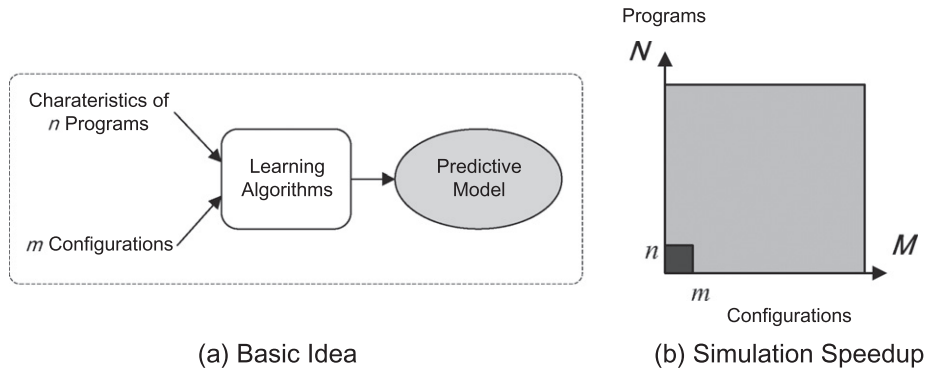 Charateristics of
n Programs
m Configurations
Learning
Algorithms
Predictive
Model
(a) Basic Idea
Programs
N
n
M
m
Configurations
(b) Simulation Speedup